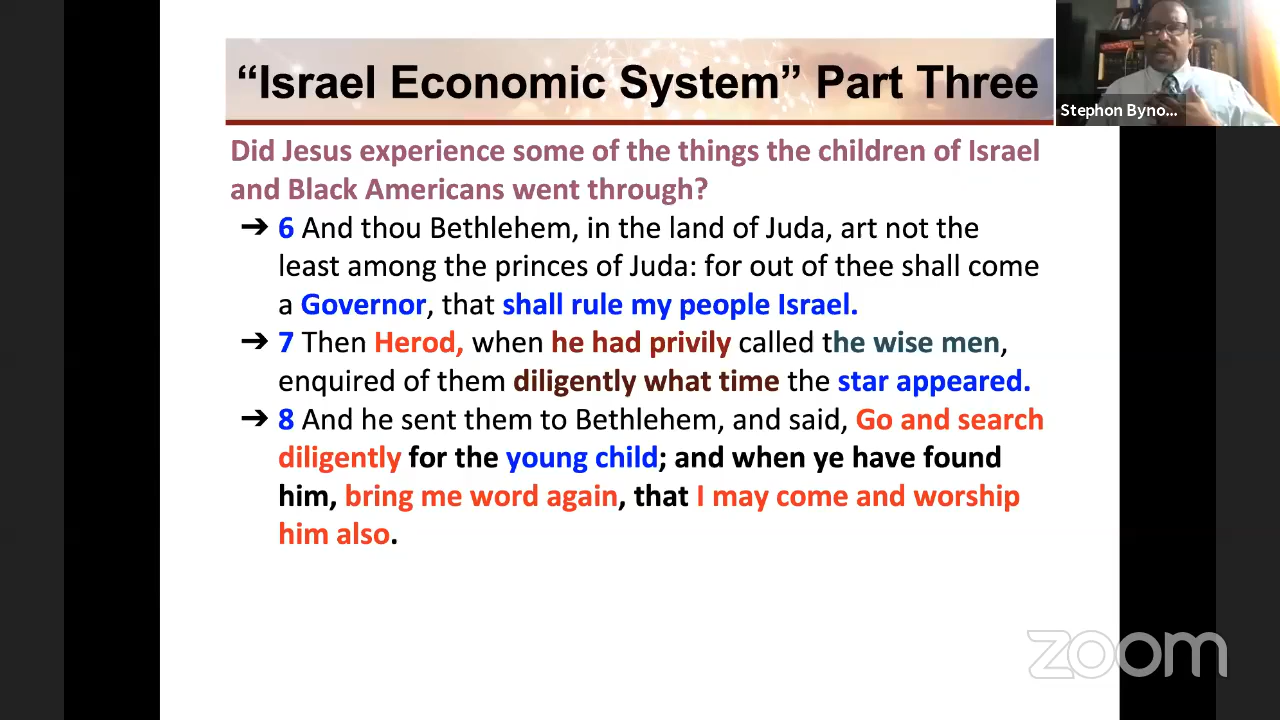 “Israel Economic System” Part Three
Stephon Byno...
Did Jesus experience some of the things the children of Israel
and Black Americans went through?
➔ 6 And thou Bethlehem, in the land of Juda, art not the
least among the princes of Juda: for out of thee shall come
a Governor, that shall rule my people Israel.
➔ 7 Then Herod, when he had privily called the wise men,
enquired of them diligently what time the star appeared.
➔ 8 And he sent them to Bethlehem, and said, Go and search
diligently for the young child; and when ye have found
him, bring me word again, that I may come and worship
him also.
zoom